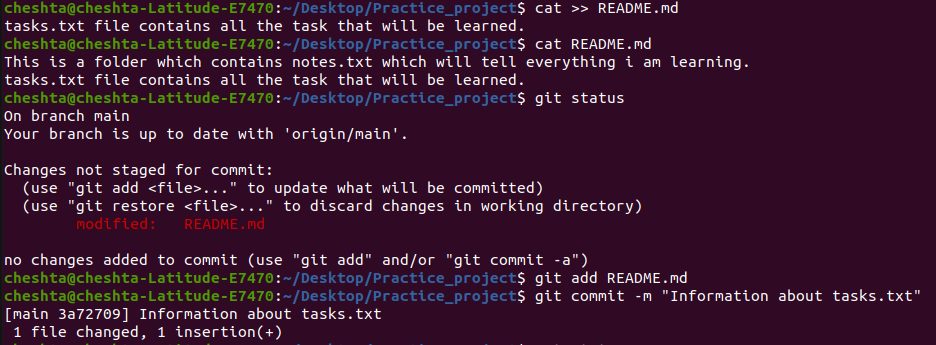 cheshta@cheshta-Latitude-E7470:~/Desktop/Practice_project$ cat >> README.md
tasks.txt file contains all the task that will be learned.
cheshta@cheshta-Latitude-E7470:~/Desktop/Practice_project$ cat README.md
This is a folder which contains notes.txt which will tell everything i am learning.
tasks.txt file contains all the task that will be learned.
cheshta@cheshta-Latitude-E7470:~/Desktop/Practice_project$ git status
On branch main
Your branch is up to date with 'origin/main'.

Changes not staged for commit:
  (use "git add <file>..." to update what will be committed)
  (use "git restore <file>..." to discard changes in working directory)
        modified:   README.md

no changes added to commit (use "git add" and/or "git commit -a")
cheshta@cheshta-Latitude-E7470:~/Desktop/Practice_project$ git add README.md
cheshta@cheshta-Latitude-E7470:~/Desktop/Practice_project$ git commit -m "Information about tasks.txt"
[main 3a72709] Information about tasks.txt
 1 file changed, 1 insertion(+)